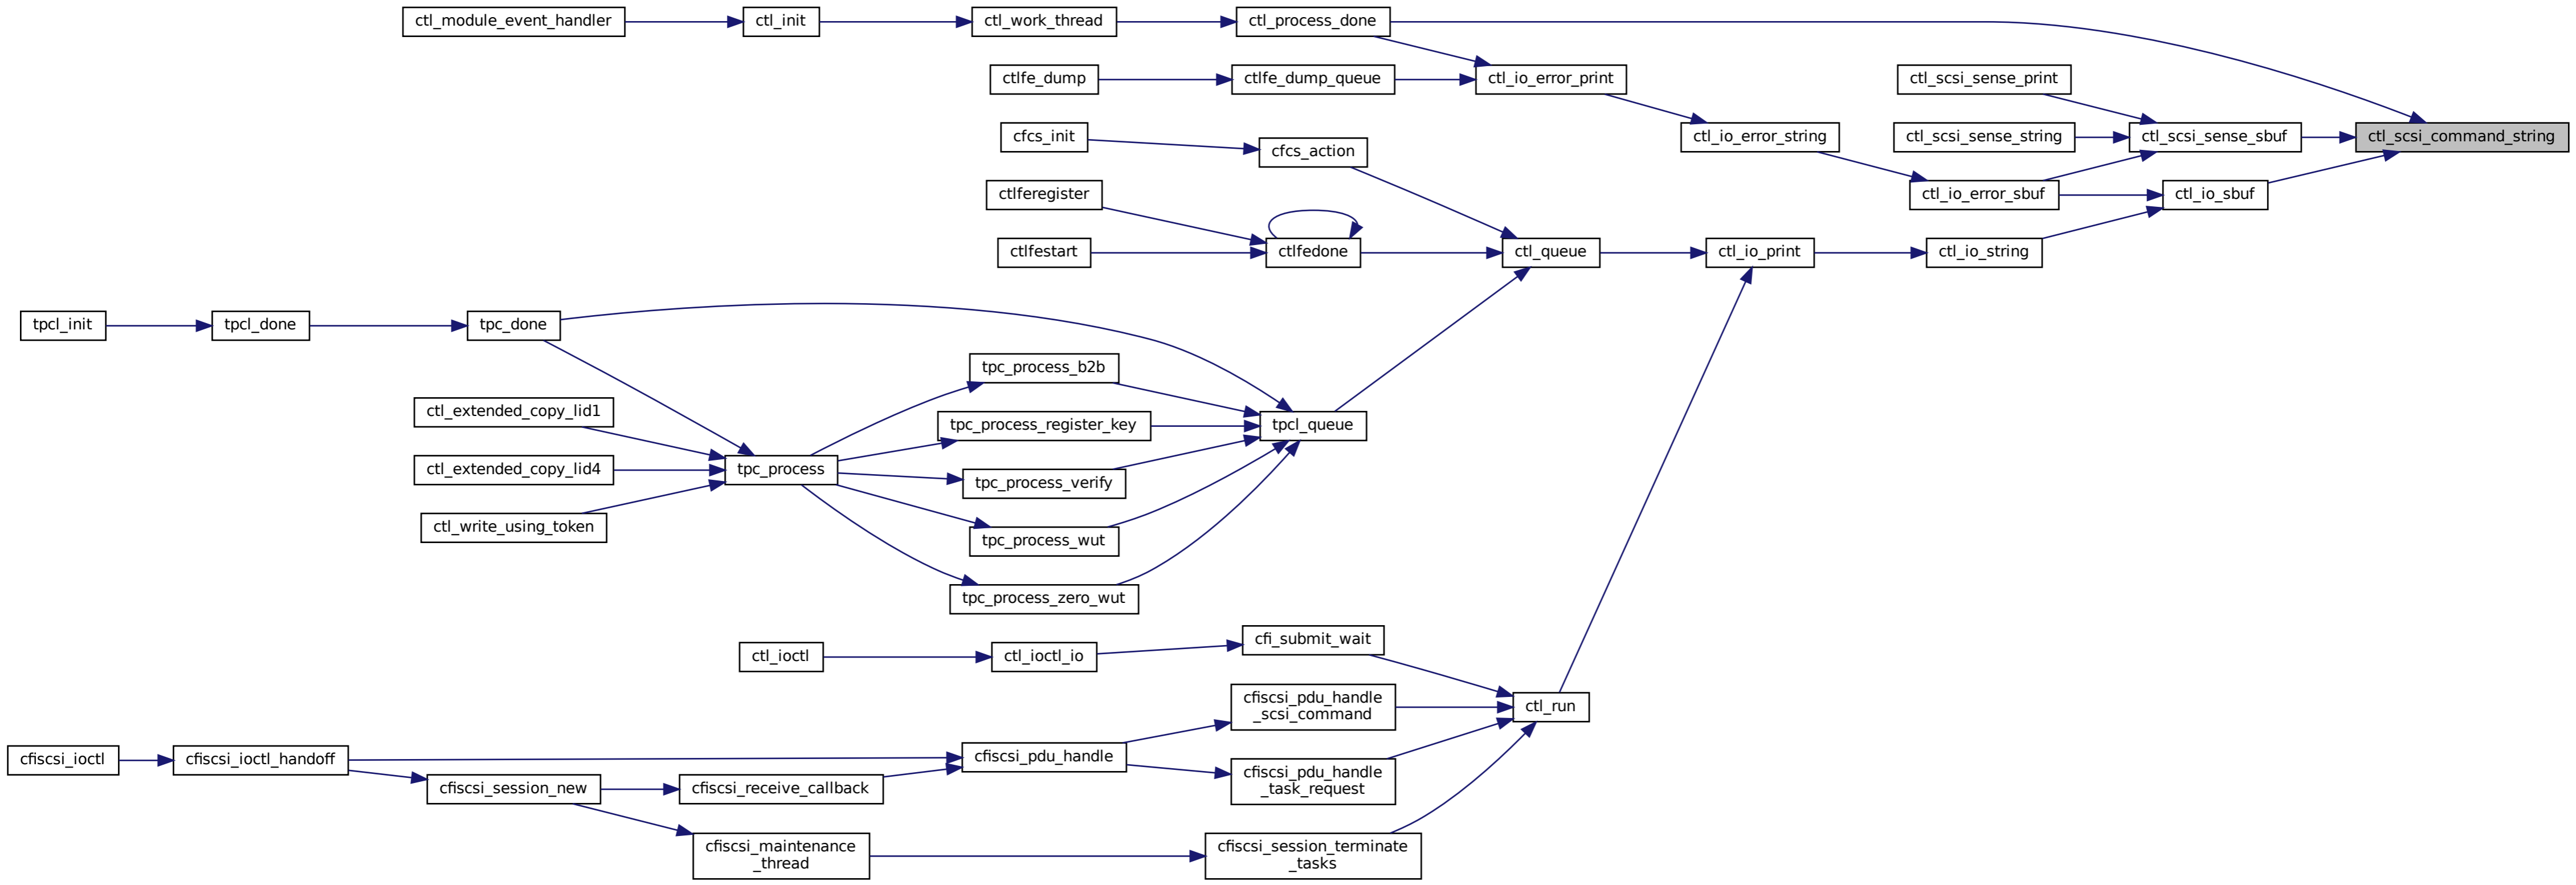 ctl_module_event_handler
ctl_init
ctl_work_thread
ctl_process_done
ctlfe_dump
ctlfe_dump_queue
ctl_io_error_print
ctl_scsi_sense_print
cfcs_init
cfcs_action
ctl_io_error_string
ctl_scsi_sense_string
ctl_scsi_sense_sbuf
ctl_scsi_command_string
ctlferegister
ctl_io_error_sbuf
ctl_io_sbuf
ctlfestart
ctlfedone
ctl_queue
ctl_io_print
ctl_io_string
tpcl_init
tpcl_done
tpc_done
tpc_process_b2b
ctl_extended_copy_lid1
tpc_process_register_key
tpcl_queue
ctl_extended_copy_lid4
tpc_process
tpc_process_verify
ctl_write_using_token
tpc_process_wut
tpc_process_zero_wut
ctl_ioctl
ctl_ioctl_io
cfi_submit_wait
cfiscsi_pdu_handle
_scsi_command
ctl_run
cfiscsi_ioctl
cfiscsi_ioctl_handoff
cfiscsi_pdu_handle
cfiscsi_session_new
cfiscsi_receive_callback
cfiscsi_pdu_handle
_task_request
cfiscsi_maintenance
_thread
cfiscsi_session_terminate
_tasks